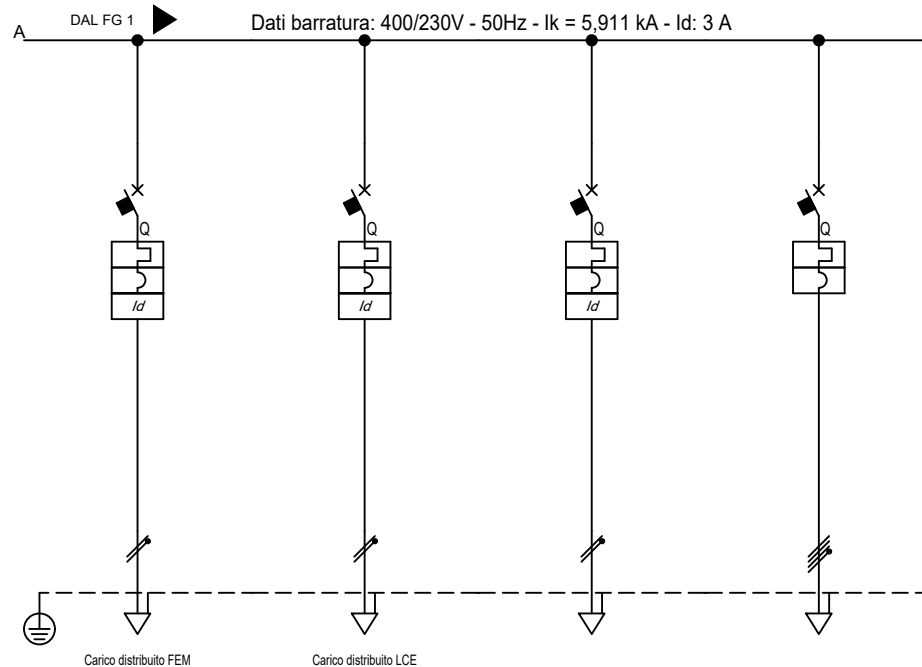 DAL FG 1
Dati barratura: 400/230V - 50Hz - Ik = 5,911 kA - Id: 3 A
A
Q
Q
Q
Q
Id
Id
Id
Carico distribuito FEM
Carico distribuito LCE